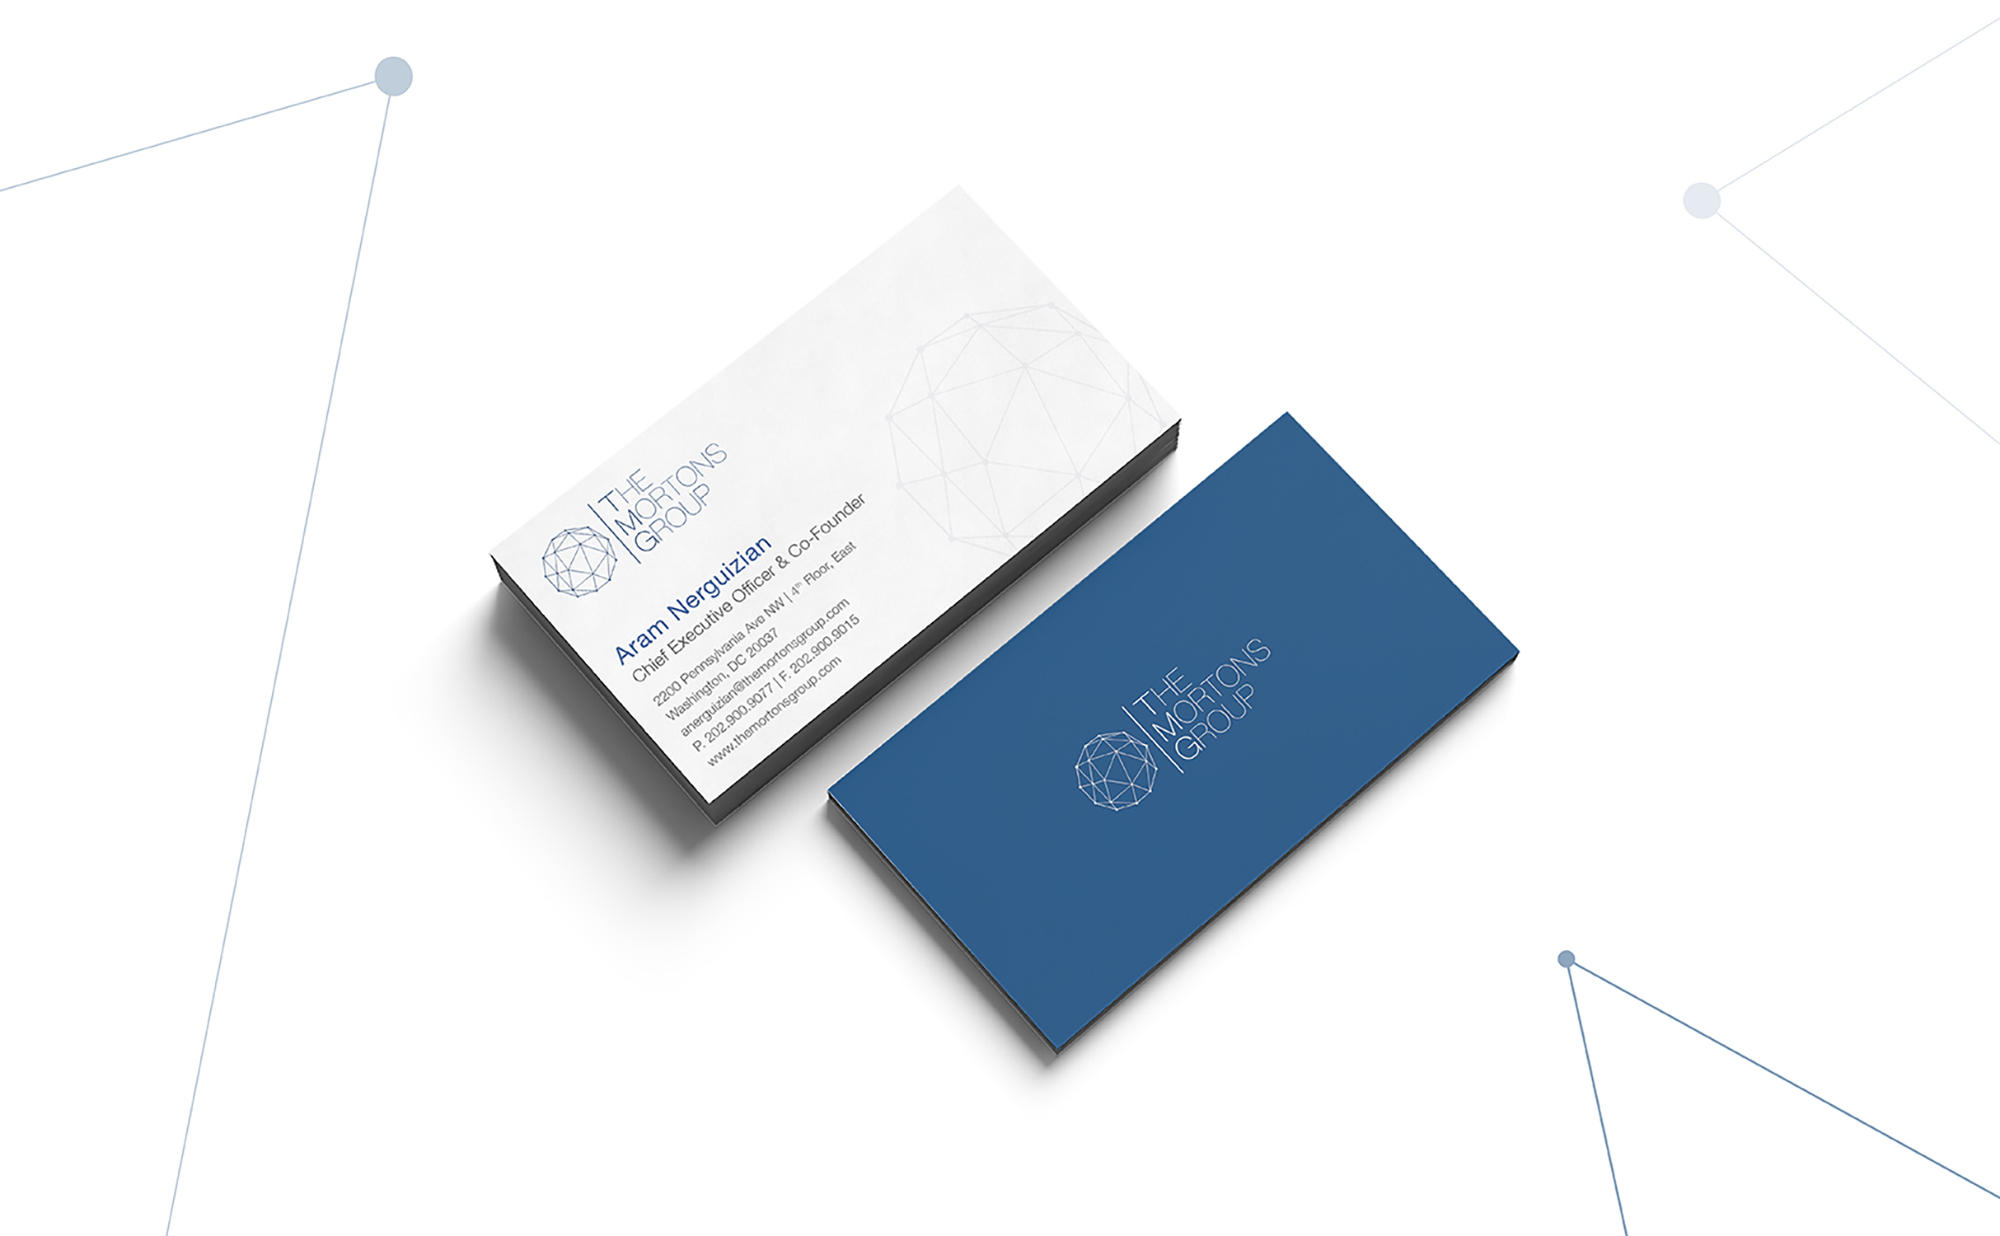 THE
MORTONS
GROUP
Aram Nerguizian
Chief Executive Officer & Co-Founder
2200 Pennsylvania Ave NW | 4th Floor, East
Washington, DC 20037
anerguizian@themortonsgroup.com
P. 202.900.9077 | F. 202.900.9015
www.themortonsgroup.com
THE
MORTONS
GROUP